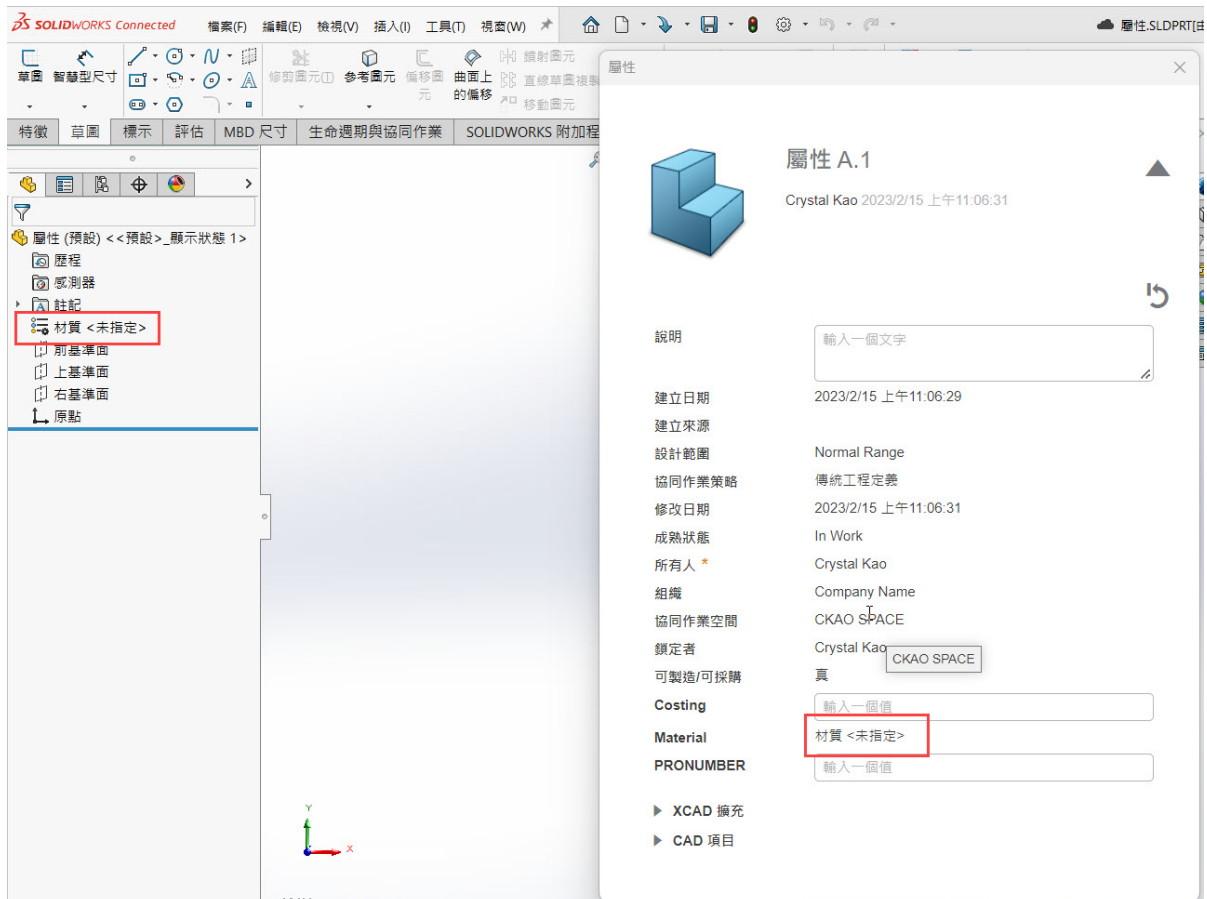 SOLIDWORKS Connected 檔案(F) 編輯(E) 檢視(V) 插入(I) 工具(T) 視窗(W) 屬性.SLDPRT[由
草圖 智慧型尺寸 修剪圖元(T) 參考圖元 偏移圖元 曲面上的偏移 鏡射圖元 直線草圖複製 移動圖元
特徵 草圖 標示 評估 MBD 尺寸 生命週期與協同作業 SOLIDWORKS 附加程
屬性 (預設) <<預設>_顯示狀態 1>
歷程
感測器
註記
材質 <未指定>
前基準面
上基準面
右基準面
原點
Y
X
屬性
屬性 A.1
Crystal Kao 2023/2/15 上午11:06:31
說明 輸入一個文字
建立日期 2023/2/15 上午11:06:29
建立來源
設計範圍 Normal Range
協同作業策略 傳統工程定義
修改日期 2023/2/15 上午11:06:31
成熟狀態 In Work
所有人 * Crystal Kao
組織 Company Name
協同作業空間 CKAO SPACE
鎖定者 Crystal Kao
CKAO SPACE
可製造/可採購 真
Costing 輸入一個值
Material 材質 <未指定>
PRONUMBER 輸入一個值
XCAD 擴充
CAD 項目